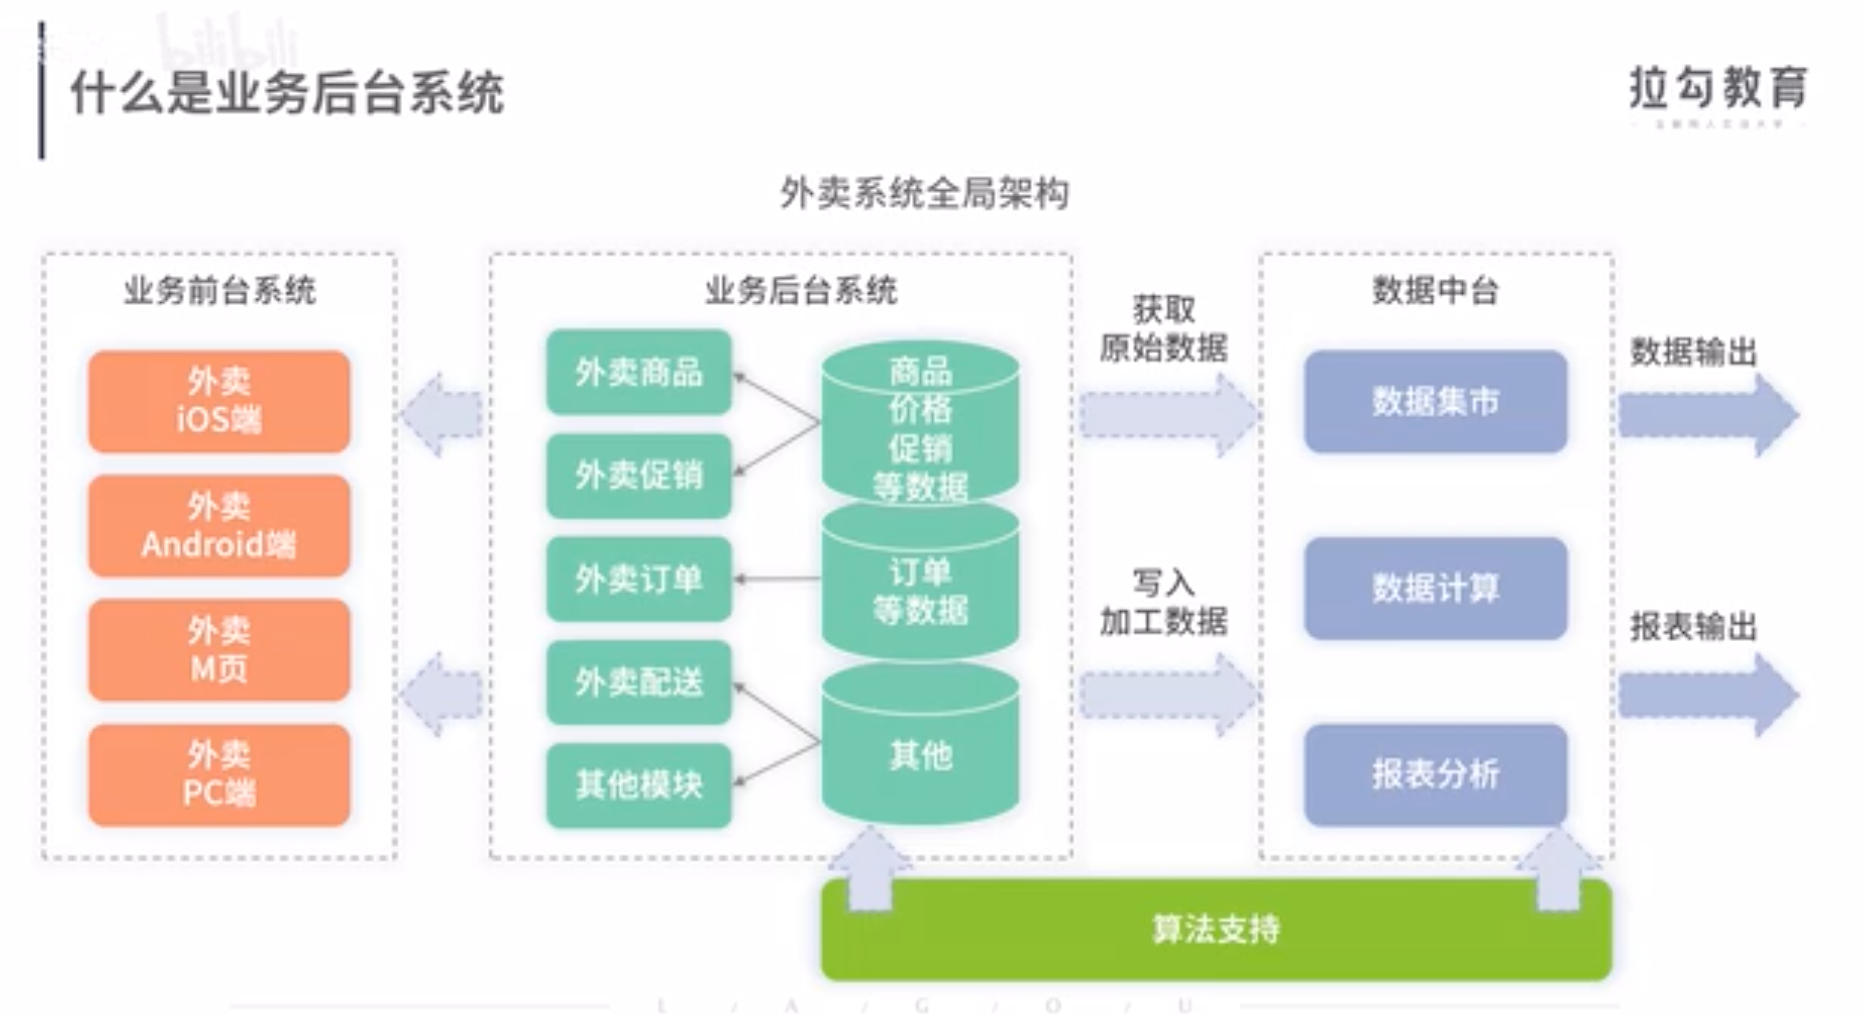 bilibili
什么是业务后台系统
拉勾教育
外卖系统全局架构
业务前台系统
外卖
iOS端
外卖
Android端
外卖
M页
外卖
PC端
业务后台系统
外卖商品
外卖促销
外卖订单
外卖配送
其他模块
商品
价格
促销
等数据
订单
等数据
其他
获取
原始数据
写入
加工数据
数据中台
数据集市
数据计算
报表分析
数据输出
报表输出
算法支持
L / A / G / O / U